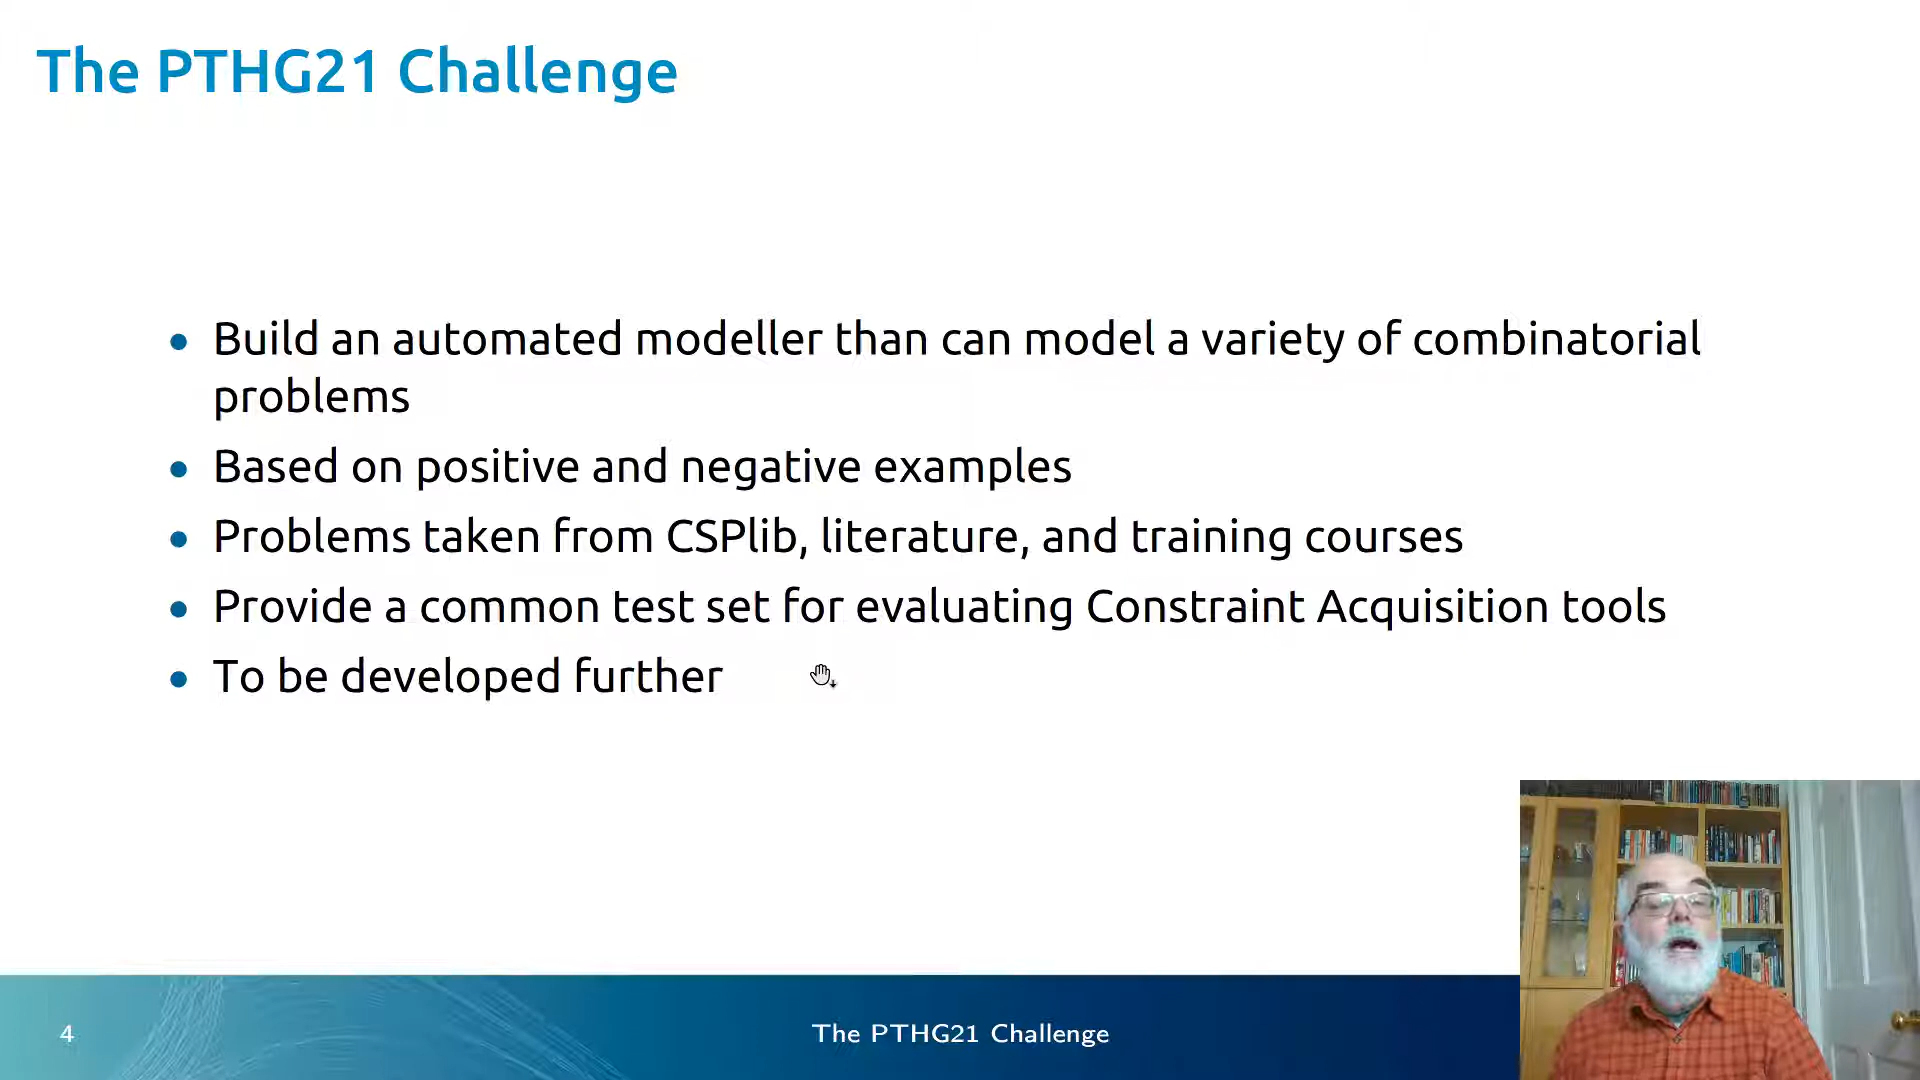 The PTHG21 Challenge
• Build an automated modeller than can model a variety of combinatorial
problems
• Based on positive and negative examples
• Problems taken from CSPlib, literature, and training courses
• Provide a common test set for evaluating Constraint Acquisition tools
• To be developed further
4
The PTHG21 Challenge